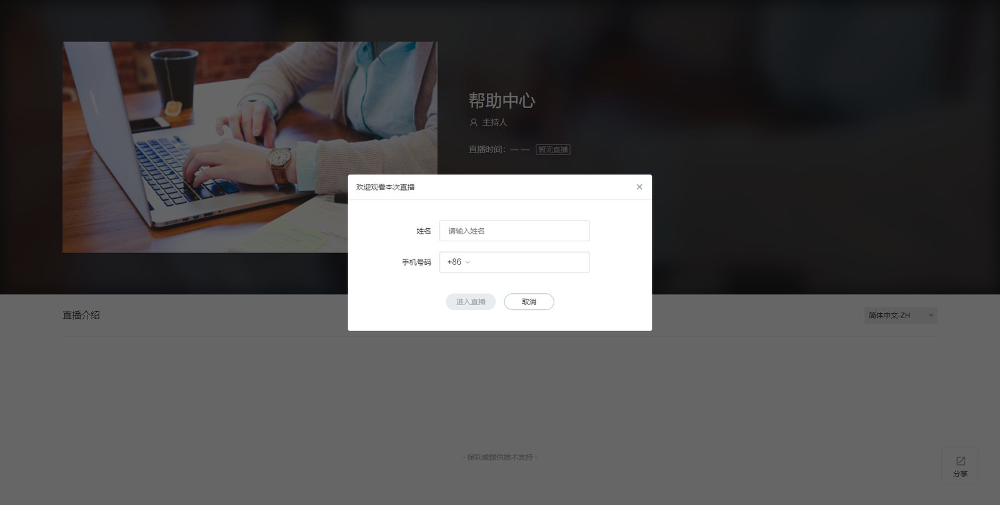 帮助中心
主持人
直播时间：— — 暂无直播
欢迎观看本次直播
姓名 请输入姓名
手机号码 +86
进入直播 取消
直播介绍 简体中文-ZH
- 保利威提供技术支持 -
分享